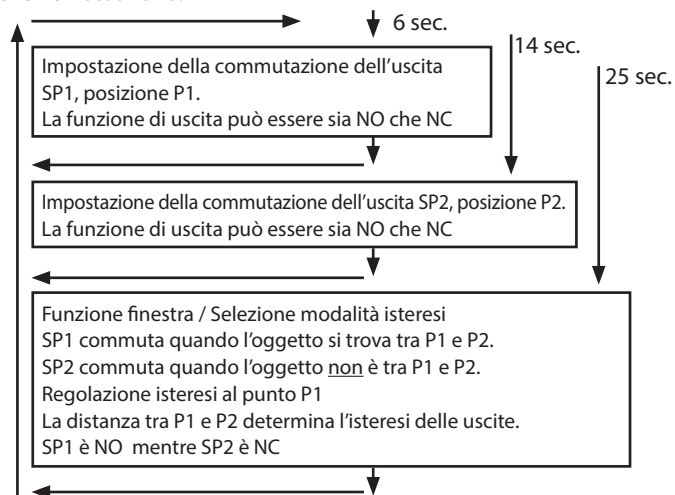 6 sec.
14 sec.
25 sec.
Impostazione della commutazione dell'uscita
SP1, posizione P1.
La funzione di uscita può essere sia NO che NC
Impostazione della commutazione dell'uscita SP2, posizione P2.
La funzione di uscita può essere sia NO che NC
Funzione finestra / Selezione modalità isteresi
SP1 commuta quando l'oggetto si trova tra P1 e P2.
SP2 commuta quando l'oggetto non è tra P1 e P2.
Regolazione isteresi al punto P1
La distanza tra P1 e P2 determina l'isteresi delle uscite.
SP1 è NO mentre SP2 è NC